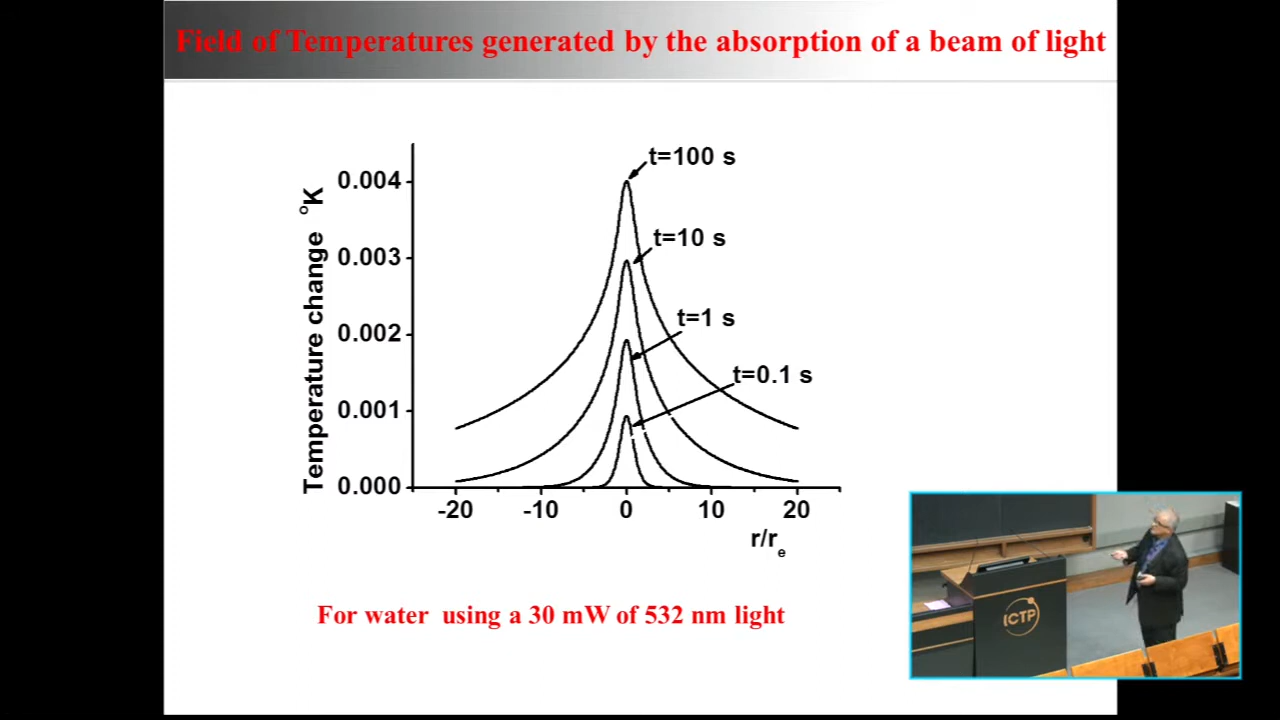 Field of Temperatures generated by the absorption of a beam of light
t=100 s
0.004
t=10 s
0.003
t=1 s
0.002
t=0.1 s
0.001
0.000
Temperature change °K
-20 -10 0 10 20
r/re
For water using a 30 mW of 532 nm light
ICTP